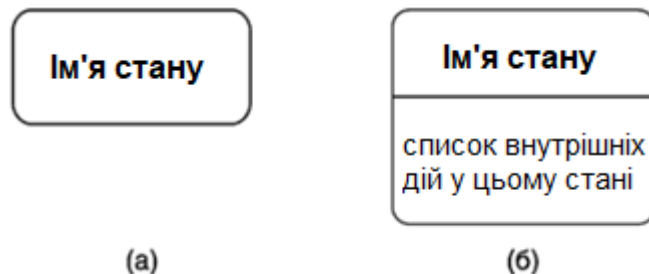 Ім'я стану
Ім'я стану
список внутрішніх
дій у цьому стані
(а)
(б)